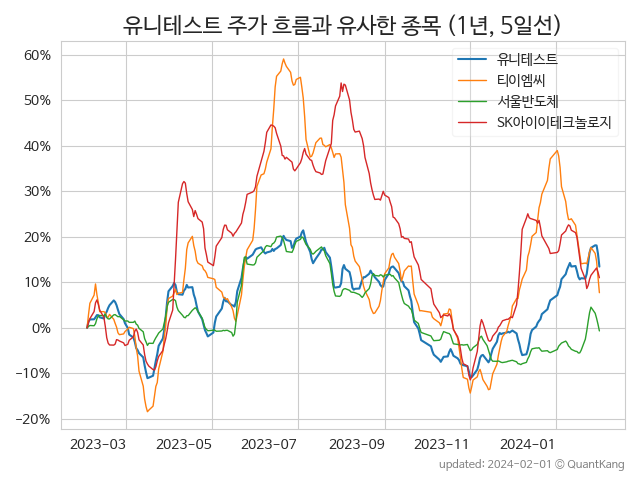 유니테스트 주가 흐름과 유사한 종목 (1년, 5일선)
유니테스트
티이엠씨
서울반도체
SK아이이테크놀로지
60%
50%
40%
30%
20%
10%
0%
−10%
−20%
2023-03 2023-05 2023-07 2023-09 2023-11 2024-01
updated: 2024-02-01 © QuantKang